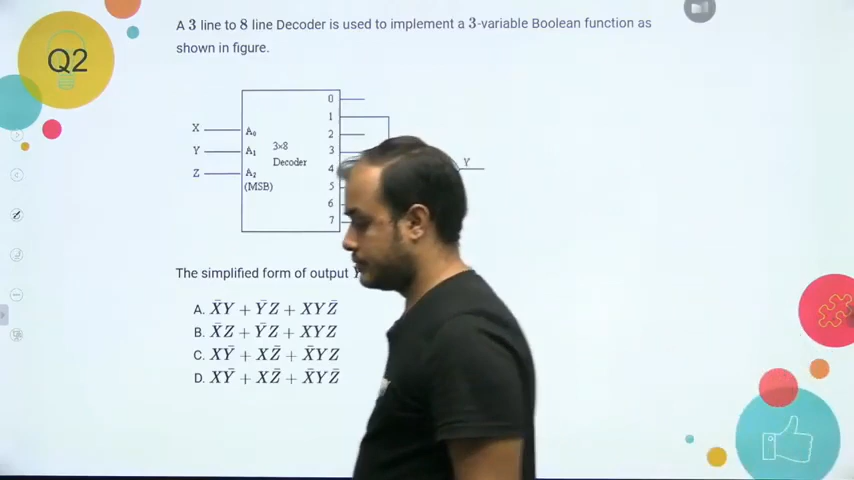 Q2
A 3 line to 8 line Decoder is used to implement a 3-variable Boolean function as
shown in figure.
X
Y
Z
A₀
A₁
A₂
(MSB)
3×8
Decoder
0
1
2
3
4
5
6
7
Y
The simplified form of output
A. X̄Y + ȲZ + XYZ̄
B. X̄Z + ȲZ + XYZ
C. XȲ + XZ̄ + X̄YZ
D. XȲ + XZ̄ + X̄YZ̄